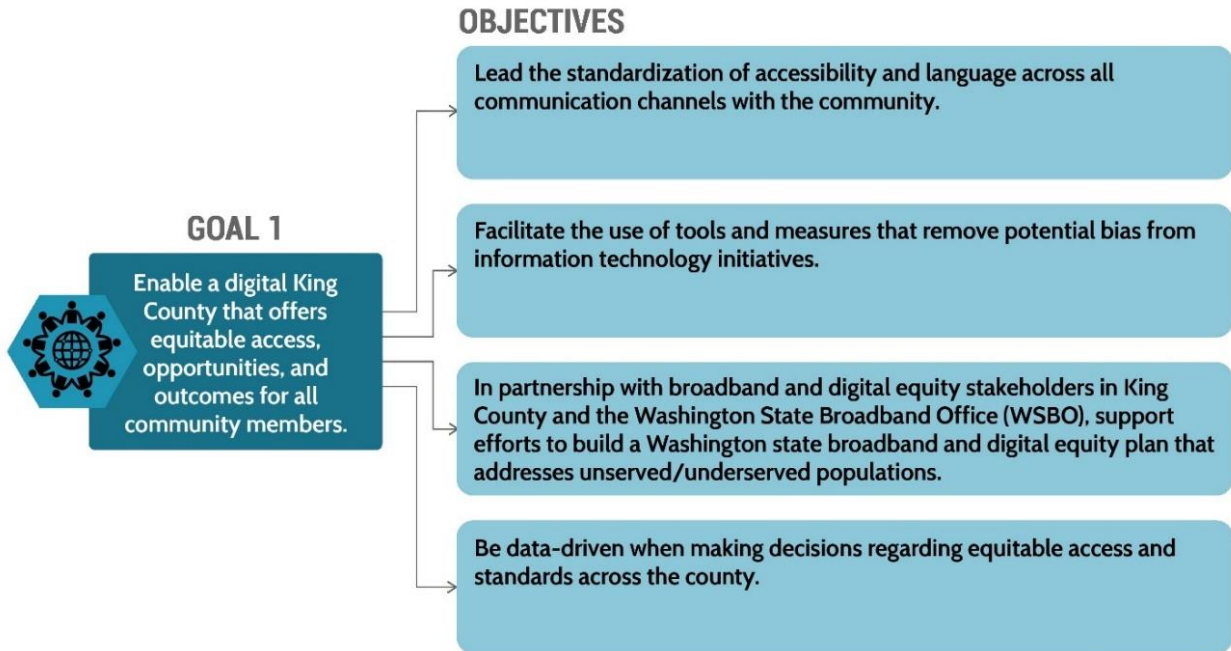 GOAL 1
Enable a digital King
County that offers
equitable access,
opportunities, and
outcomes for all
community members.
OBJECTIVES
Lead the standardization of accessibility and language across all
communication channels with the community.
Facilitate the use of tools and measures that remove potential bias from
information technology initiatives.
In partnership with broadband and digital equity stakeholders in King
County and the Washington State Broadband Office (WSBO), support
efforts to build a Washington state broadband and digital equity plan that
addresses unserved/underserved populations.
Be data-driven when making decisions regarding equitable access and
standards across the county.